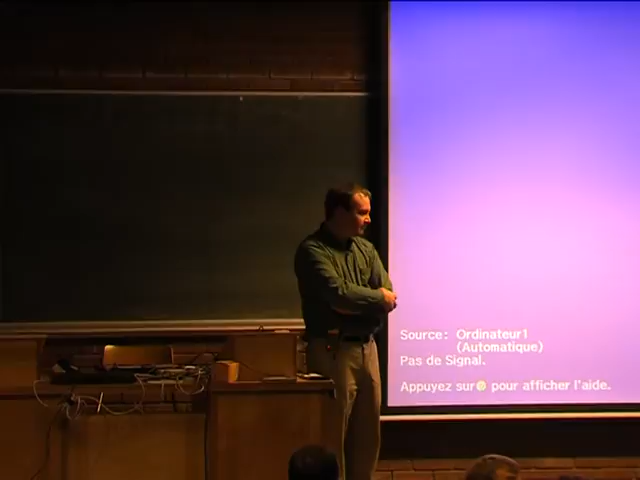 Source: Ordinateur1
(Automatique)
Pas de Signal.
Appuyez sur pour afficher l'aide.